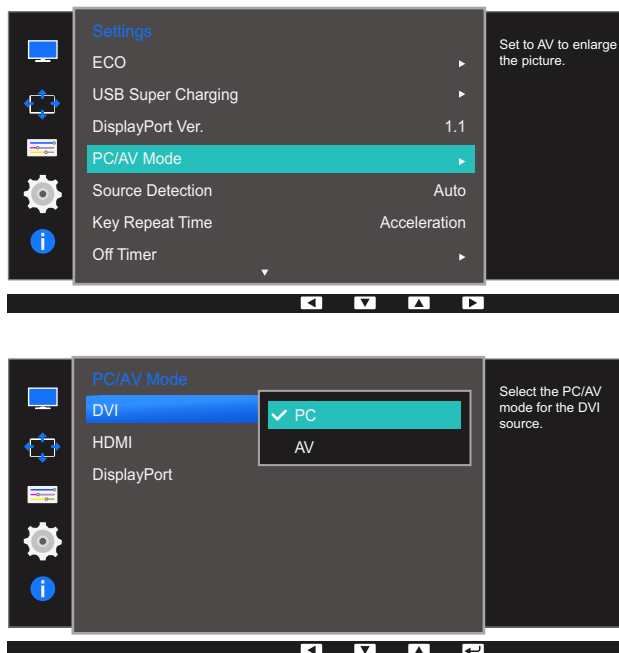 Settings
Set to AV to enlarge
the picture.
ECO
USB Super Charging
DisplayPort Ver. 1.1
PC/AV Mode
Source Detection Auto
Key Repeat Time Acceleration
Off Timer
PC/AV Mode
Select the PC/AV
mode for the DVI
source.
DVI PC
HDMI AV
DisplayPort